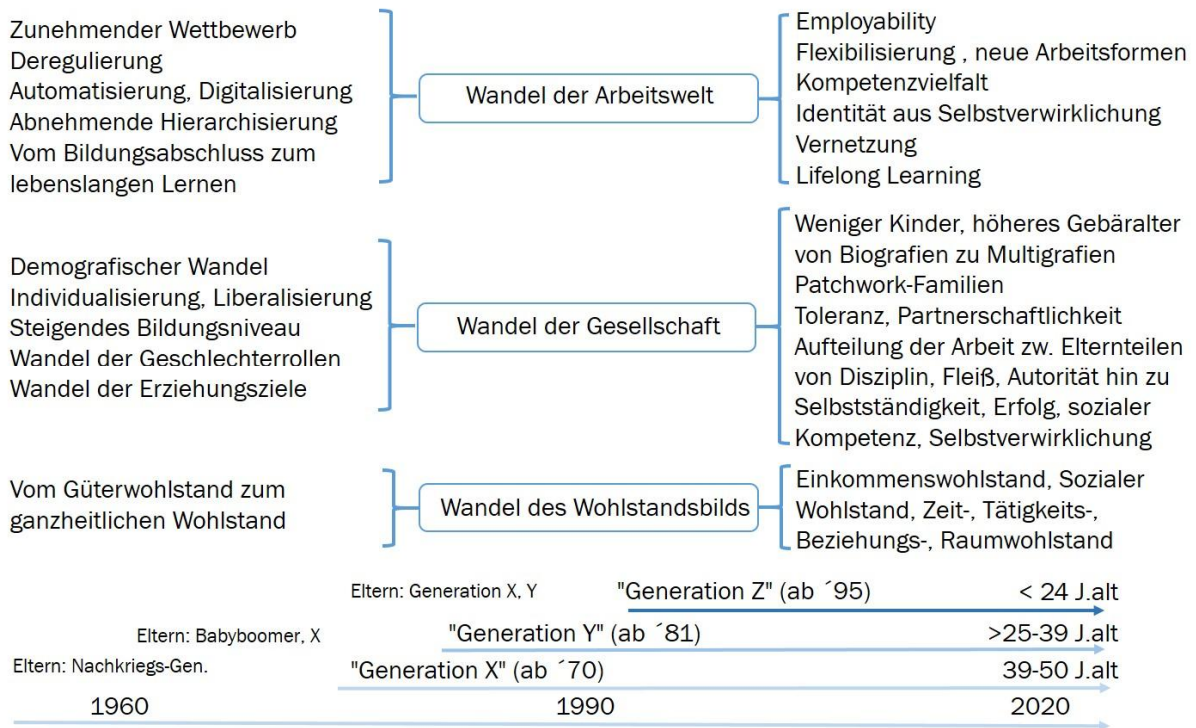 Zunehmender Wettbewerb
Deregulierung
Automatisierung, Digitalisierung
Abnehmende Hierarchisierung
Vom Bildungsabschluss zum
lebenslangen Lernen
Wandel der Arbeitswelt
Employability
Flexibilisierung , neue Arbeitsformen
Kompetenzvielfalt
Identität aus Selbstverwirklichung
Vernetzung
Lifelong Learning
Demografischer Wandel
Individualisierung, Liberalisierung
Steigendes Bildungsniveau
Wandel der Geschlechterrollen
Wandel der Erziehungsziele
Wandel der Gesellschaft
Weniger Kinder, höheres Gebäralter
von Biografien zu Multigrafien
Patchwork-Familien
Toleranz, Partnerschaftlichkeit
Aufteilung der Arbeit zw. Elternteilen
von Disziplin, Fleiß, Autorität hin zu
Selbstständigkeit, Erfolg, sozialer
Kompetenz, Selbstverwirklichung
Vom Güterwohlstand zum
ganzheitlichen Wohlstand
Wandel des Wohlstandsbilds
Einkommenswohlstand, Sozialer
Wohlstand, Zeit-, Tätigkeits-,
Beziehungs-, Raumwohlstand
Eltern: Generation X, Y "Generation Z" (ab ´95) < 24 J.alt
Eltern: Babyboomer, X "Generation Y" (ab ´81) >25-39 J.alt
Eltern: Nachkriegs-Gen. "Generation X" (ab ´70) 39-50 J.alt
1960 1990 2020